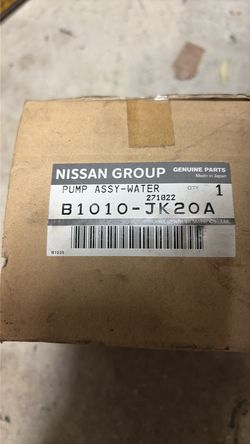 NISSAN GROUP GENUINE PARTS
Made in Japan
PUMP ASSY-WATER QTY 1
271022
B1010-JK20A